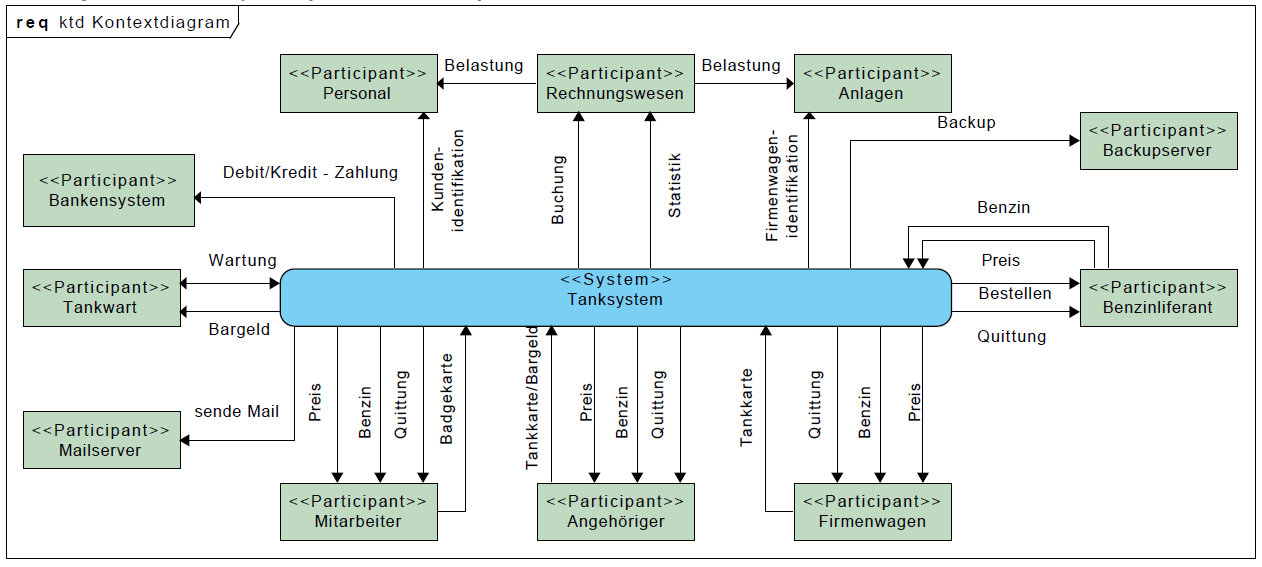 req ktd Kontextdiagram
<<Participant>>
Personal
Belastung
<<Participant>>
Rechnungswesen
Belastung
<<Participant>>
Anlagen
Backup
<<Participant>>
Backupserver
<<Participant>>
Bankensystem
Debit/Kredit - Zahlung
Kunden-
identifikation
Buchung
Statistik
Firmenwagen-
identifikation
Benzin
Preis
Wartung
<<Participant>>
Tankwart
Bargeld
<<System>>
Tanksystem
Bestellen
<<Participant>>
Benzinliferant
Quittung
sende Mail
<<Participant>>
Mailserver
Preis
Benzin
Quittung
Badgekarte
Tankkarte/Bargeld
Preis
Benzin
Quittung
Tankkarte
Quittung
Benzin
Preis
<<Participant>>
Mitarbeiter
<<Participant>>
Angehöriger
<<Participant>>
Firmenwagen